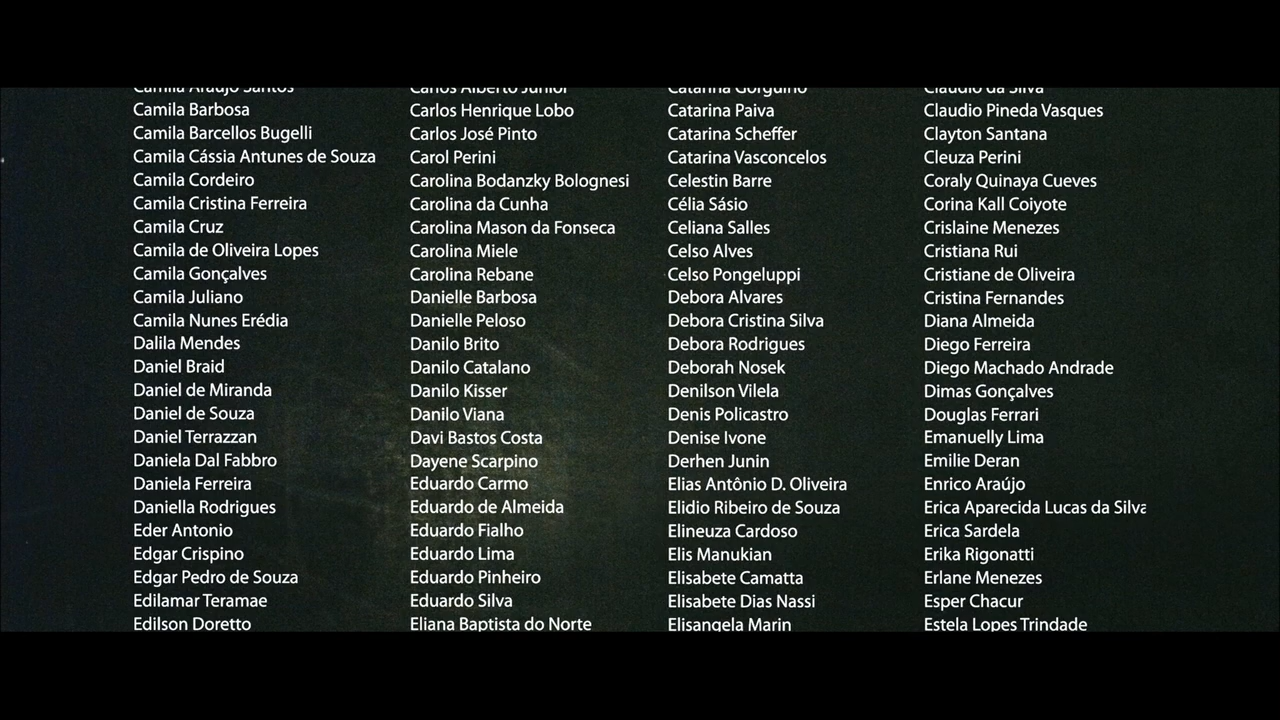 Camila Araujo Santos
Camila Barbosa
Camila Barcellos Bugelli
Camila Cássia Antunes de Souza
Camila Cordeiro
Camila Cristina Ferreira
Camila Cruz
Camila de Oliveira Lopes
Camila Gonçalves
Camila Juliano
Camila Nunes Erédia
Dalila Mendes
Daniel Braid
Daniel de Miranda
Daniel de Souza
Daniel Terrazzan
Daniela Dal Fabbro
Daniela Ferreira
Daniella Rodrigues
Eder Antonio
Edgar Crispino
Edgar Pedro de Souza
Edilamar Teramae
Edilson Doretto
Carlos Alberto Junior
Carlos Henrique Lobo
Carlos José Pinto
Carol Perini
Carolina Bodanzky Bolognesi
Carolina da Cunha
Carolina Mason da Fonseca
Carolina Miele
Carolina Rebane
Danielle Barbosa
Danielle Peloso
Danilo Brito
Danilo Catalano
Danilo Kisser
Danilo Viana
Davi Bastos Costa
Dayene Scarpino
Eduardo Carmo
Eduardo de Almeida
Eduardo Fialho
Eduardo Lima
Eduardo Pinheiro
Eduardo Silva
Eliana Baptista do Norte
Catarina Gorguino
Catarina Paiva
Catarina Scheffer
Catarina Vasconcelos
Celestin Barre
Célia Sásio
Celiana Salles
Celso Alves
Celso Pongeluppi
Debora Alvares
Debora Cristina Silva
Debora Rodrigues
Deborah Nosek
Denilson Vilela
Denis Policastro
Denise Ivone
Derhen Junin
Elias Antônio D. Oliveira
Elidio Ribeiro de Souza
Elineuza Cardoso
Elis Manukian
Elisabete Camatta
Elisabete Dias Nassi
Elisangela Marin
Claudio da Silva
Claudio Pineda Vasques
Clayton Santana
Cleuza Perini
Coraly Quinaya Cueves
Corina Kall Coiyote
Crislaine Menezes
Cristiana Rui
Cristiane de Oliveira
Cristina Fernandes
Diana Almeida
Diego Ferreira
Diego Machado Andrade
Dimas Gonçalves
Douglas Ferrari
Emanuelly Lima
Emilie Deran
Enrico Araújo
Erica Aparecida Lucas da Silva
Erica Sardela
Erika Rigonatti
Erlane Menezes
Esper Chacur
Estela Lopes Trindade